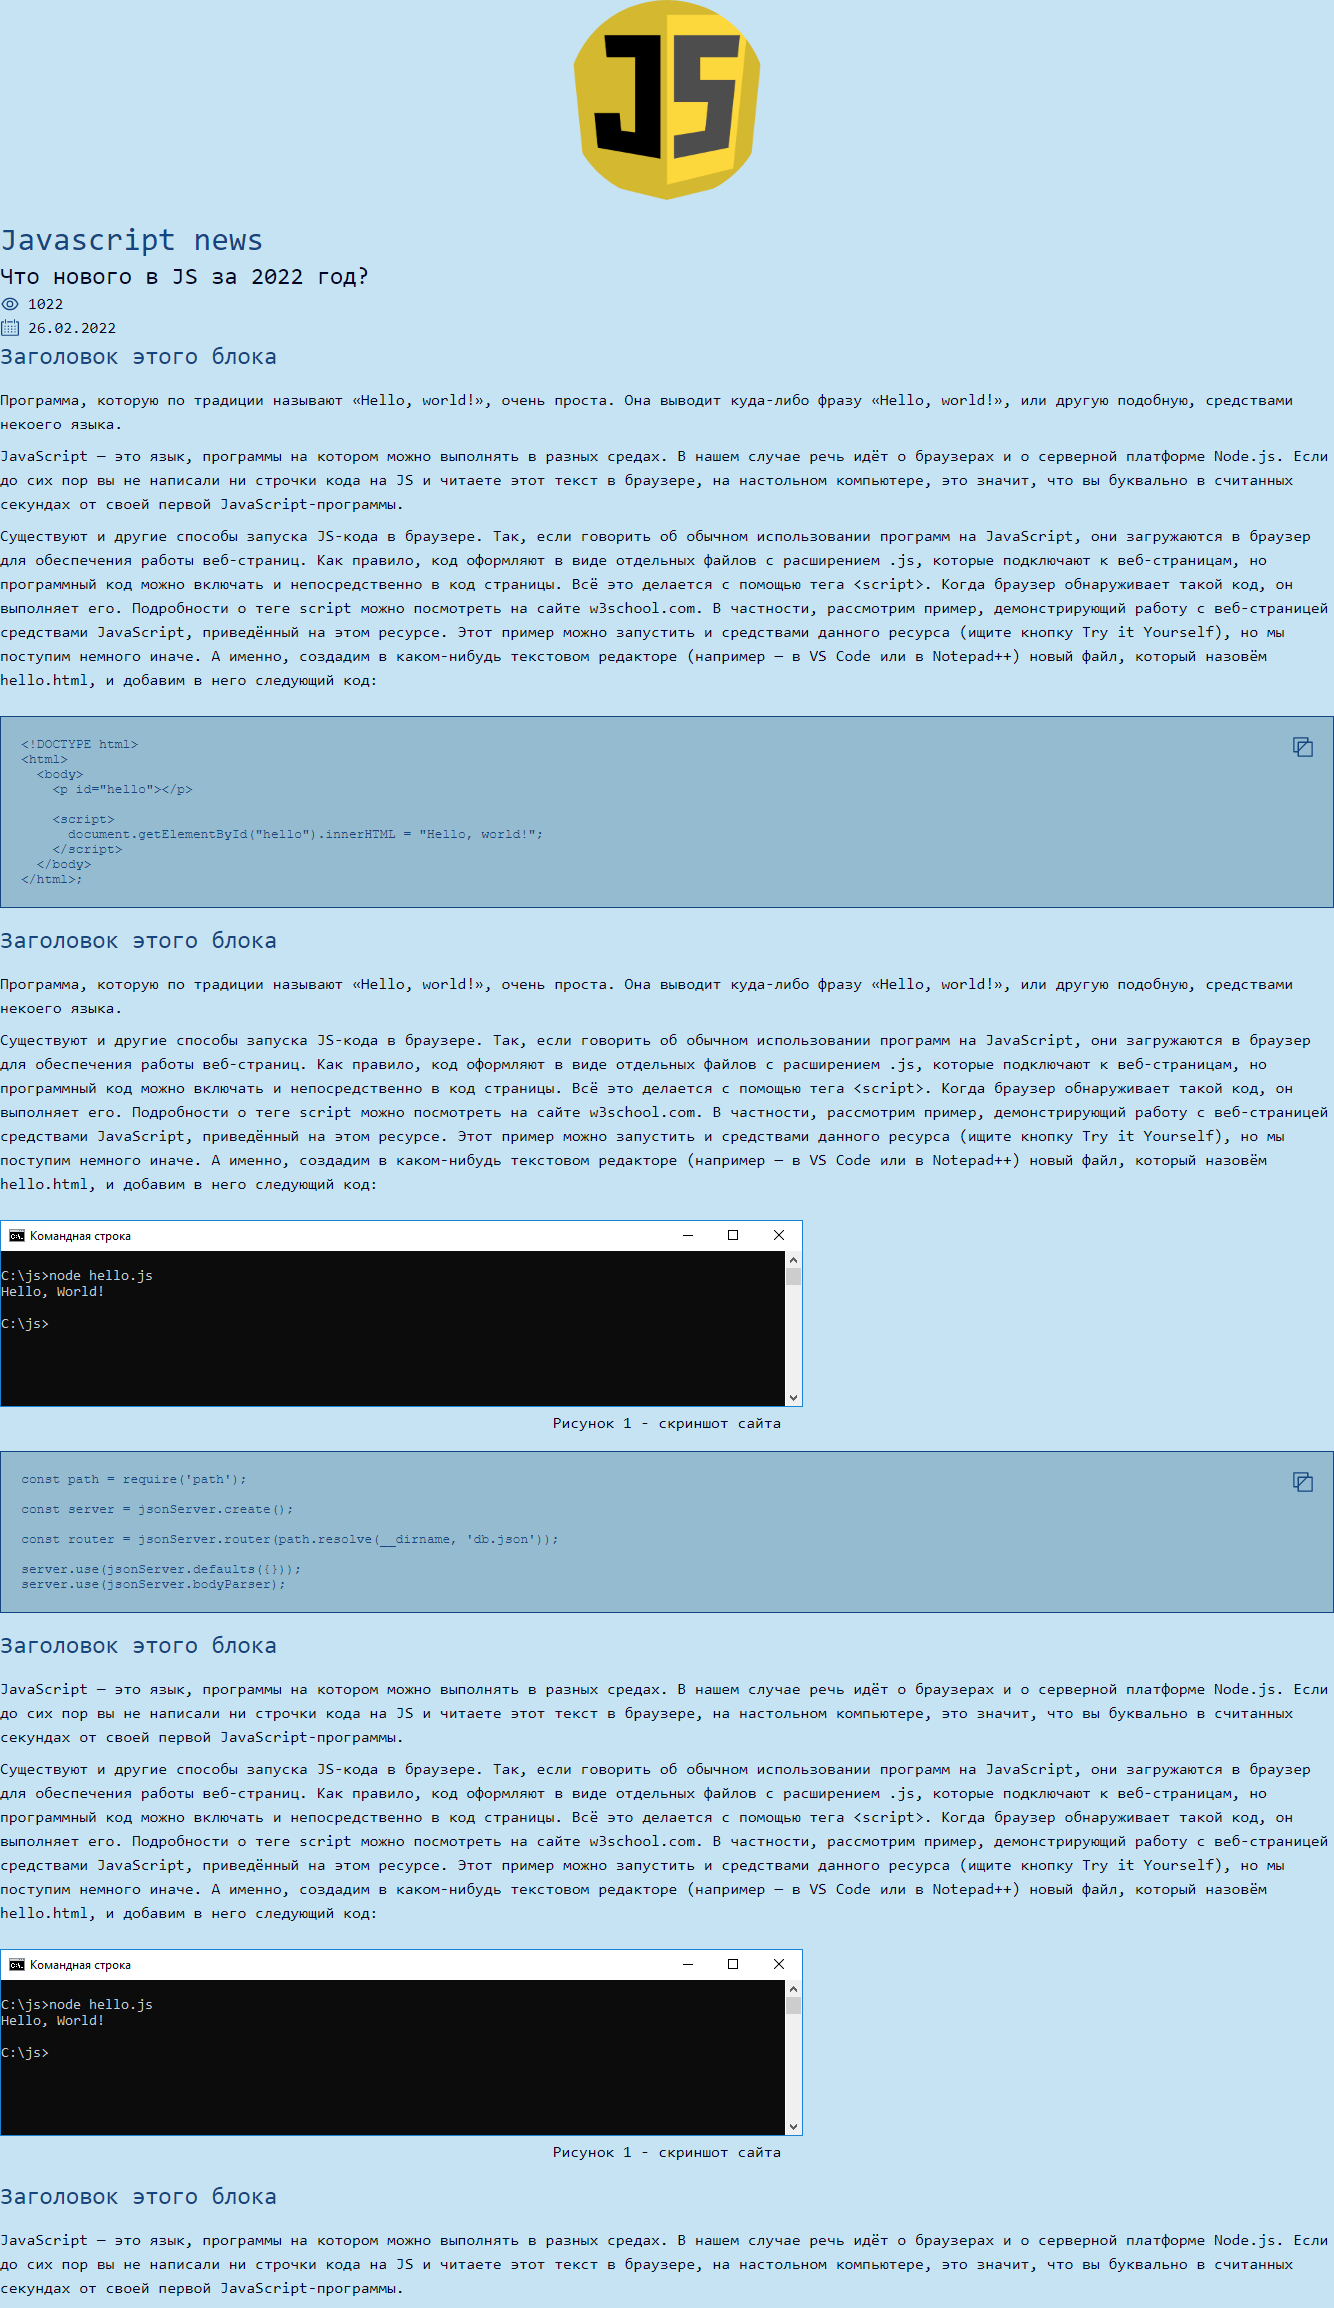 JS
Javascript news
Что нового в JS за 2022 год?
1022
26.02.2022
Заголовок этого блока
Программа, которую по традиции называют «Hello, world!», очень проста. Она выводит куда-либо фразу «Hello, world!», или другую подобную, средствами
некоего языка.
JavaScript — это язык, программы на котором можно выполнять в разных средах. В нашем случае речь идёт о браузерах и о серверной платформе Node.js. Если
до сих пор вы не написали ни строчки кода на JS и читаете этот текст в браузере, на настольном компьютере, это значит, что вы буквально в считанных
секундах от своей первой JavaScript-программы.
Существуют и другие способы запуска JS-кода в браузере. Так, если говорить об обычном использовании программ на JavaScript, они загружаются в браузер
для обеспечения работы веб-страниц. Как правило, код оформляют в виде отдельных файлов с расширением .js, которые подключают к веб-страницам, но
программный код можно включать и непосредственно в код страницы. Всё это делается с помощью тега <script>. Когда браузер обнаруживает такой код, он
выполняет его. Подробности о теге script можно посмотреть на сайте w3school.com. В частности, рассмотрим пример, демонстрирующий работу с веб-страницей
средствами JavaScript, приведённый на этом ресурсе. Этот пример можно запустить и средствами данного ресурса (ищите кнопку Try it Yourself), но мы
поступим немного иначе. А именно, создадим в каком-нибудь текстовом редакторе (например — в VS Code или в Notepad++) новый файл, который назовём
hello.html, и добавим в него следующий код:
<!DOCTYPE html>
<html>
  <body>
    <p id="hello"></p>

    <script>
      document.getElementById("hello").innerHTML = "Hello, world!";
    </script>
  </body>
</html>;
Заголовок этого блока
Программа, которую по традиции называют «Hello, world!», очень проста. Она выводит куда-либо фразу «Hello, world!», или другую подобную, средствами
некоего языка.
Существуют и другие способы запуска JS-кода в браузере. Так, если говорить об обычном использовании программ на JavaScript, они загружаются в браузер
для обеспечения работы веб-страниц. Как правило, код оформляют в виде отдельных файлов с расширением .js, которые подключают к веб-страницам, но
программный код можно включать и непосредственно в код страницы. Всё это делается с помощью тега <script>. Когда браузер обнаруживает такой код, он
выполняет его. Подробности о теге script можно посмотреть на сайте w3school.com. В частности, рассмотрим пример, демонстрирующий работу с веб-страницей
средствами JavaScript, приведённый на этом ресурсе. Этот пример можно запустить и средствами данного ресурса (ищите кнопку Try it Yourself), но мы
поступим немного иначе. А именно, создадим в каком-нибудь текстовом редакторе (например — в VS Code или в Notepad++) новый файл, который назовём
hello.html, и добавим в него следующий код:
C:\. Командная строка
C:\js>node hello.js
Hello, World!
C:\js>
Рисунок 1 - скриншот сайта
const path = require('path');
const server = jsonServer.create();
const router = jsonServer.router(path.resolve(__dirname, 'db.json'));
server.use(jsonServer.defaults({}));
server.use(jsonServer.bodyParser);
Заголовок этого блока
JavaScript — это язык, программы на котором можно выполнять в разных средах. В нашем случае речь идёт о браузерах и о серверной платформе Node.js. Если
до сих пор вы не написали ни строчки кода на JS и читаете этот текст в браузере, на настольном компьютере, это значит, что вы буквально в считанных
секундах от своей первой JavaScript-программы.
Существуют и другие способы запуска JS-кода в браузере. Так, если говорить об обычном использовании программ на JavaScript, они загружаются в браузер
для обеспечения работы веб-страниц. Как правило, код оформляют в виде отдельных файлов с расширением .js, которые подключают к веб-страницам, но
программный код можно включать и непосредственно в код страницы. Всё это делается с помощью тега <script>. Когда браузер обнаруживает такой код, он
выполняет его. Подробности о теге script можно посмотреть на сайте w3school.com. В частности, рассмотрим пример, демонстрирующий работу с веб-страницей
средствами JavaScript, приведённый на этом ресурсе. Этот пример можно запустить и средствами данного ресурса (ищите кнопку Try it Yourself), но мы
поступим немного иначе. А именно, создадим в каком-нибудь текстовом редакторе (например — в VS Code или в Notepad++) новый файл, который назовём
hello.html, и добавим в него следующий код:
C:\. Командная строка
C:\js>node hello.js
Hello, World!
C:\js>
Рисунок 1 - скриншот сайта
Заголовок этого блока
JavaScript — это язык, программы на котором можно выполнять в разных средах. В нашем случае речь идёт о браузерах и о серверной платформе Node.js. Если
до сих пор вы не написали ни строчки кода на JS и читаете этот текст в браузере, на настольном компьютере, это значит, что вы буквально в считанных
секундах от своей первой JavaScript-программы.